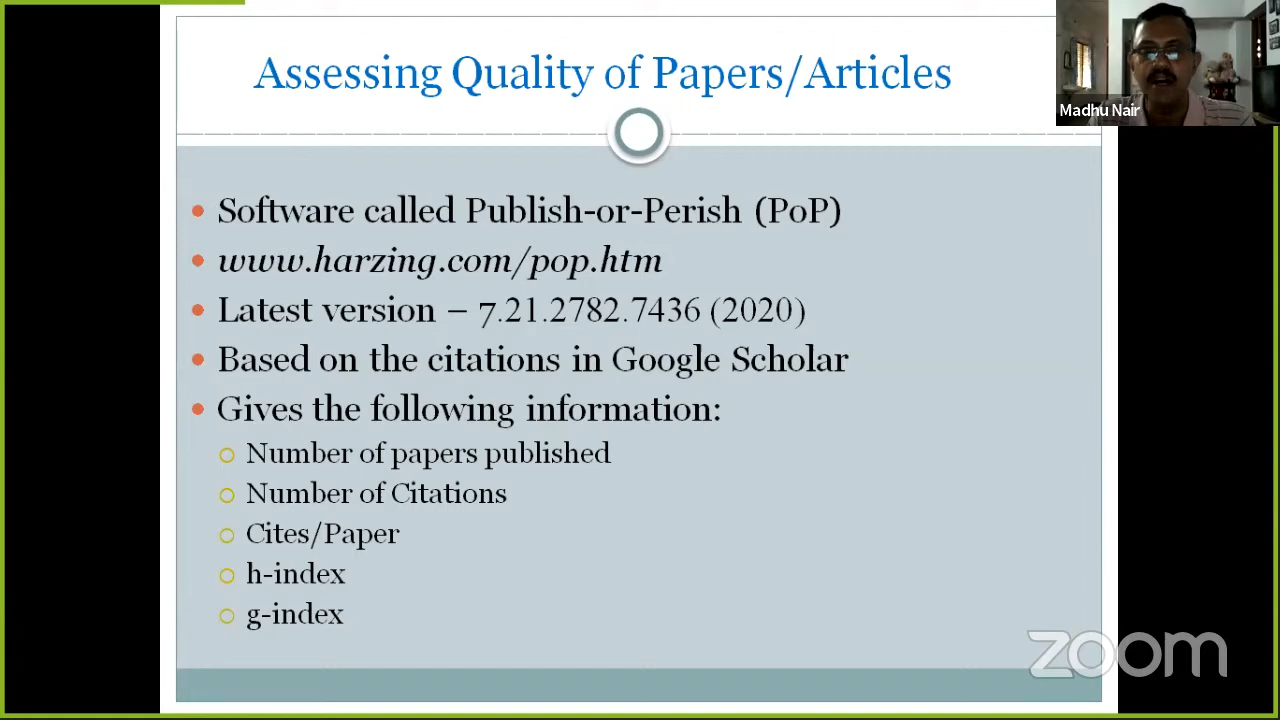 Assessing Quality of Papers/Articles
Madhu Nair
Software called Publish-or-Perish (PoP)
www.harzing.com/pop.htm
Latest version – 7.21.2782.7436 (2020)
Based on the citations in Google Scholar
Gives the following information:
Number of papers published
Number of Citations
Cites/Paper
h-index
g-index
zoom